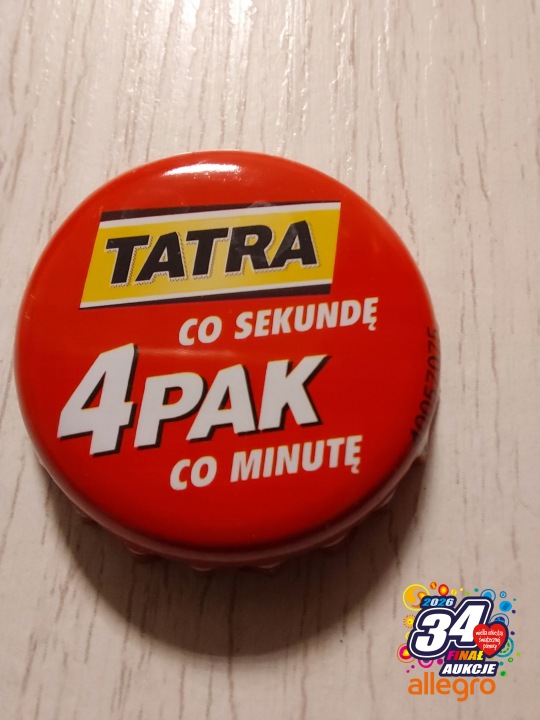 TATRA
CO SEKUNDĘ
4PAK
CO MINUTĘ
2026
34
FINAŁ
AUKCJE
allegro